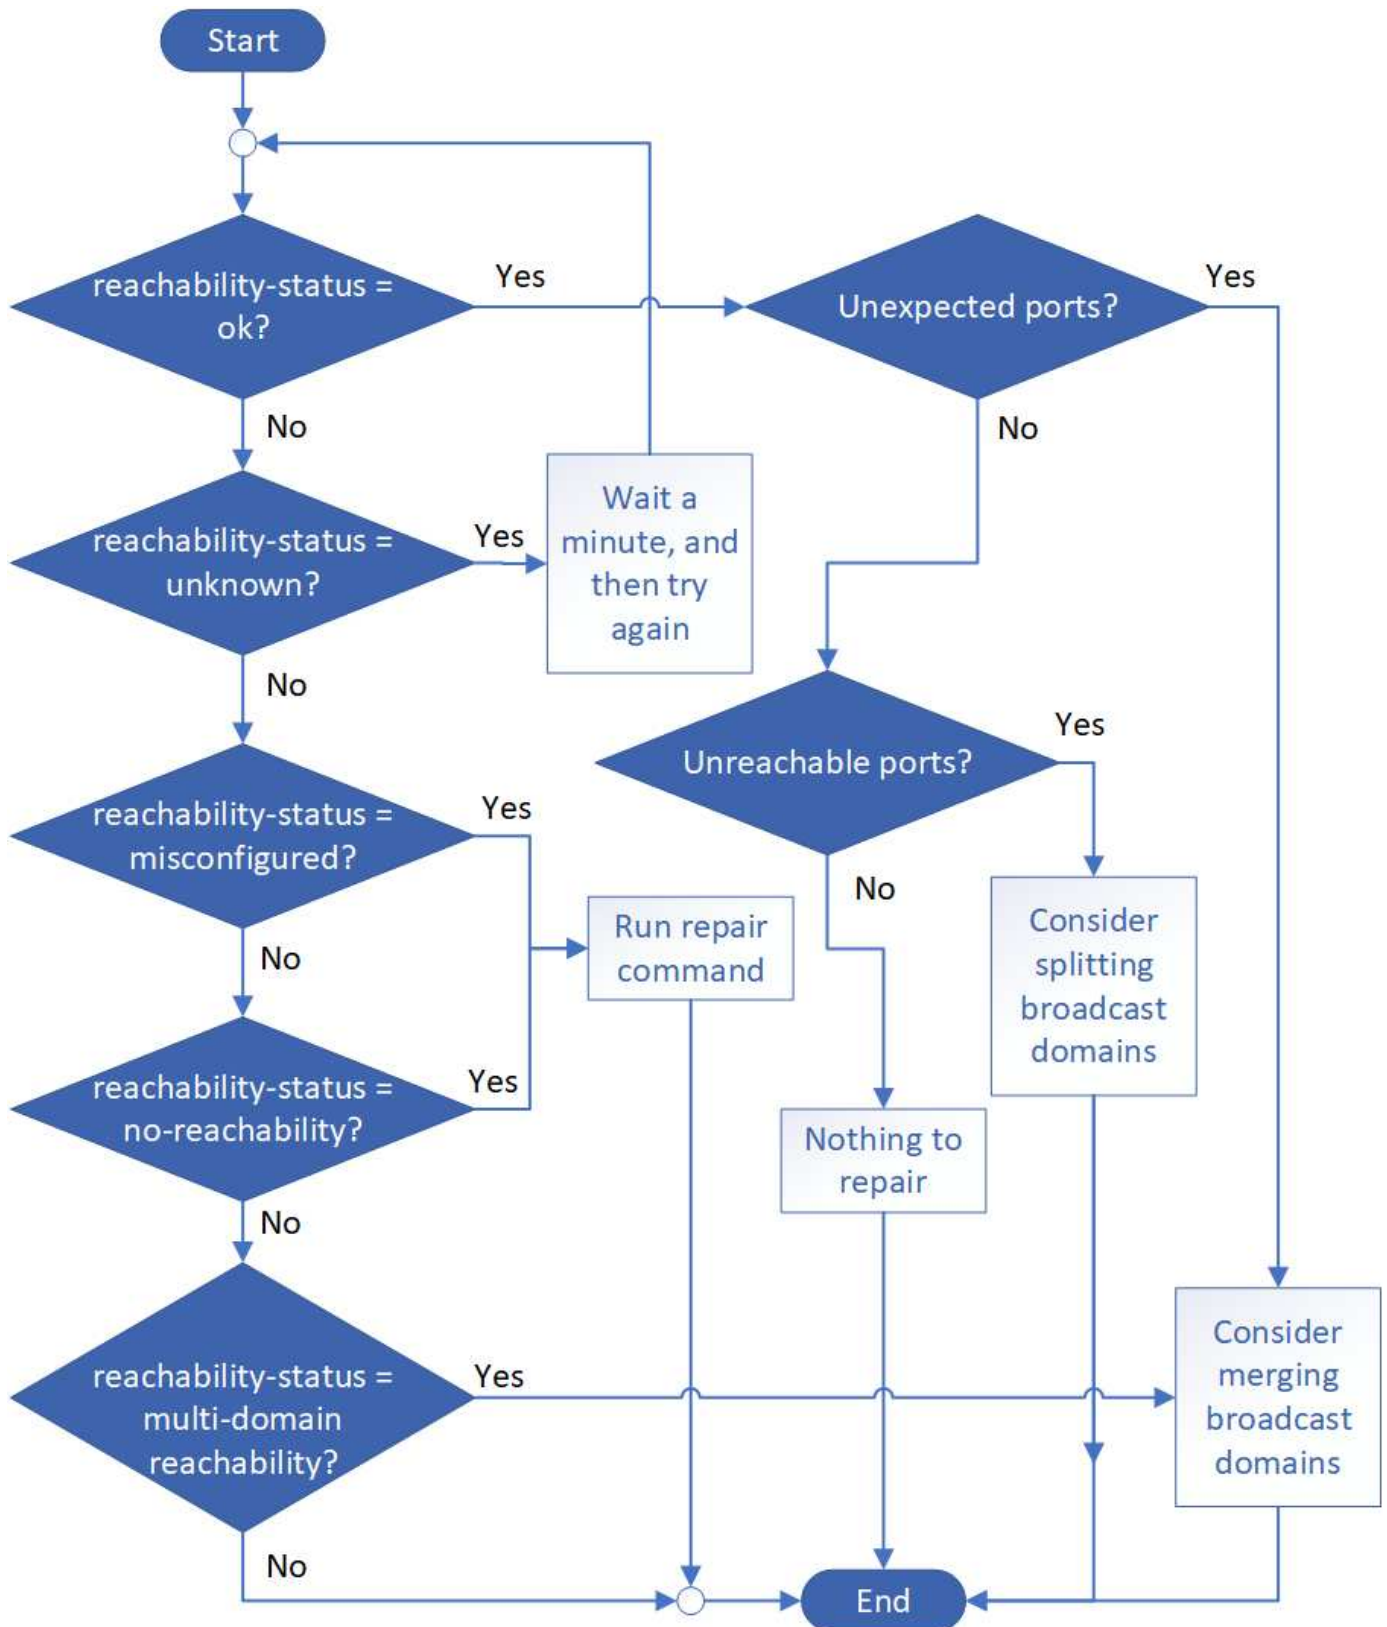 Start
reachability-status =
ok?
Yes
Unexpected ports?
Yes
No
No
reachability-status =
unknown?
Yes
Wait a
minute, and
then try
again
No
Unreachable ports?
Yes
reachability-status =
misconfigured?
Yes
No
Run repair
command
Consider
splitting
broadcast
domains
No
reachability-status =
no-reachability?
Yes
Nothing to
repair
No
reachability-status =
multi-domain
reachability?
Yes
Consider
merging
broadcast
domains
No
End